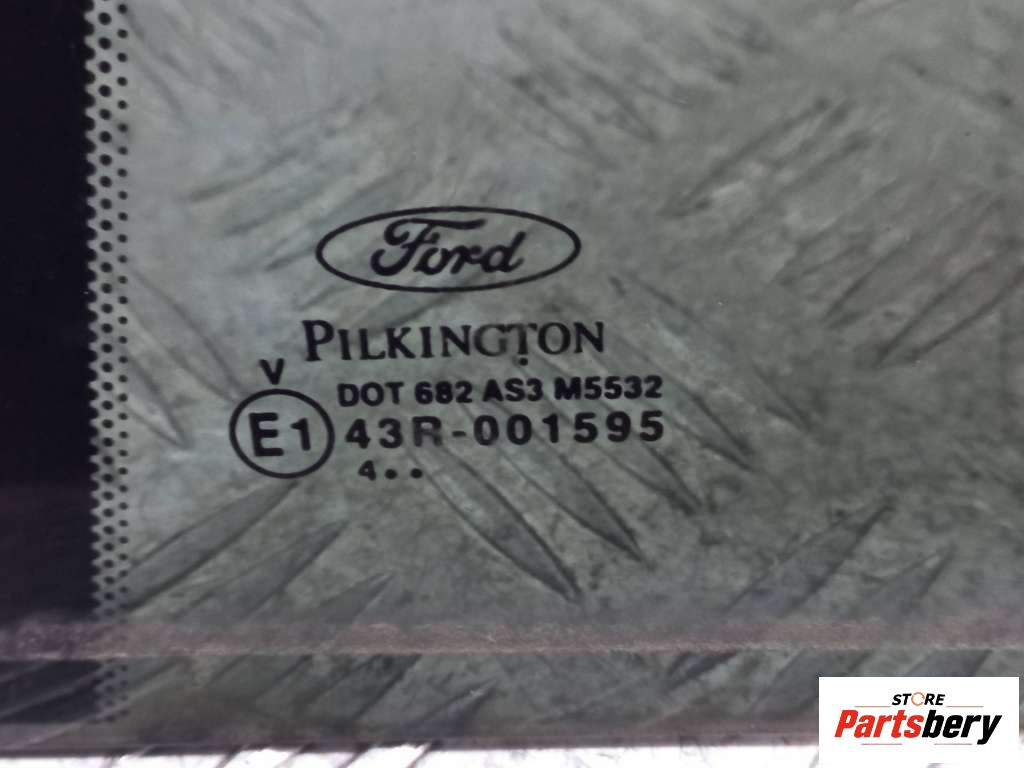 Ford
PILKINGTON
V
DOT 682 AS3 M5532
E1 43R-001595
4..
STORE
Partsbery